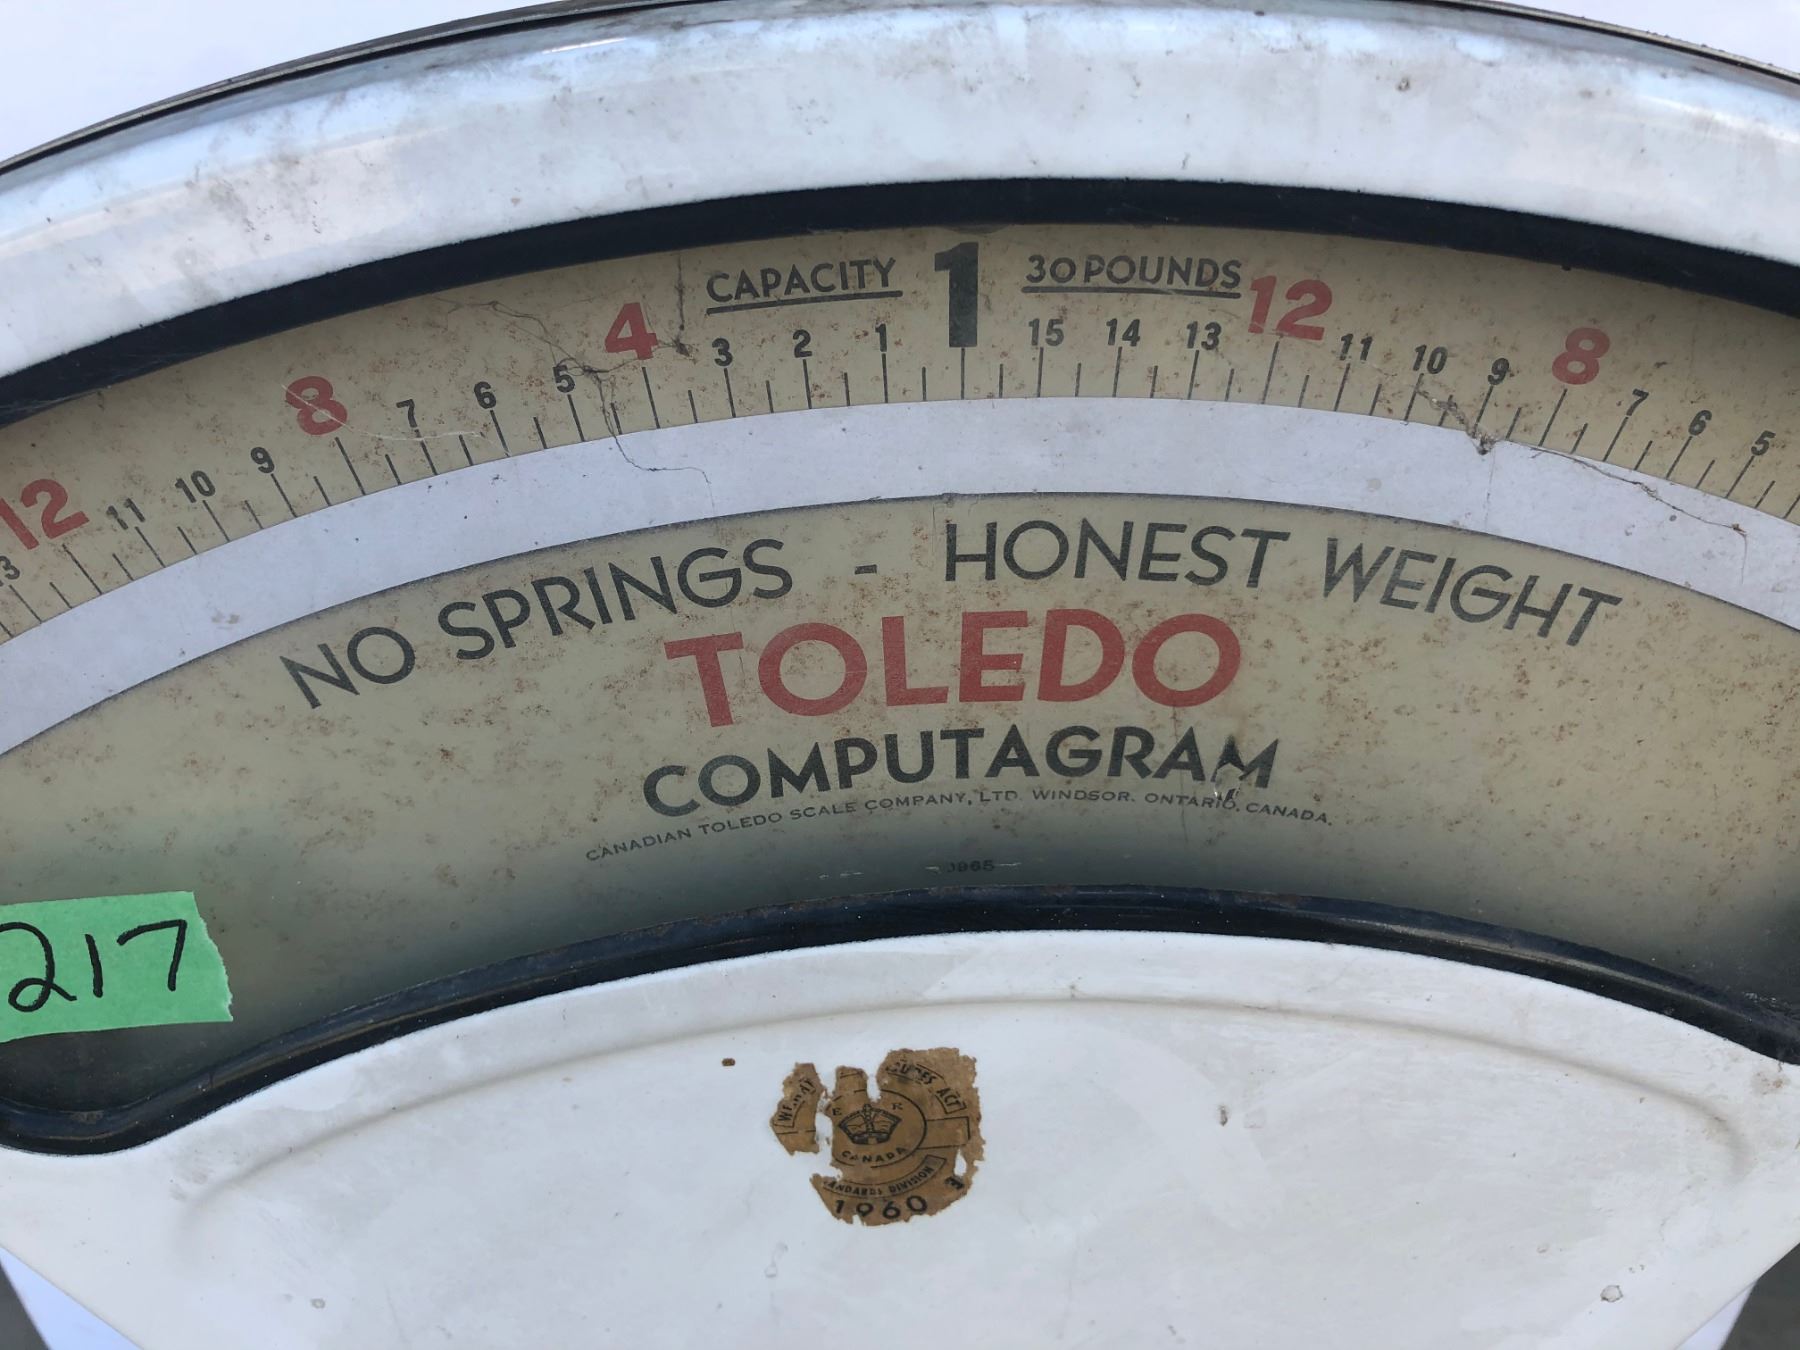 CAPACITY 1 30 POUNDS
12 11 10 9 8 7 6 5 4 3 2 1 15 14 13 12 11 10 9 8 7 6 5
NO SPRINGS - HONEST WEIGHT
TOLEDO
COMPUTAGRAM
CANADIAN TOLEDO SCALE COMPANY, LTD. WINDSOR, ONTARIO, CANADA.
217
ACT
E R
CANADA
DIVISION
1960